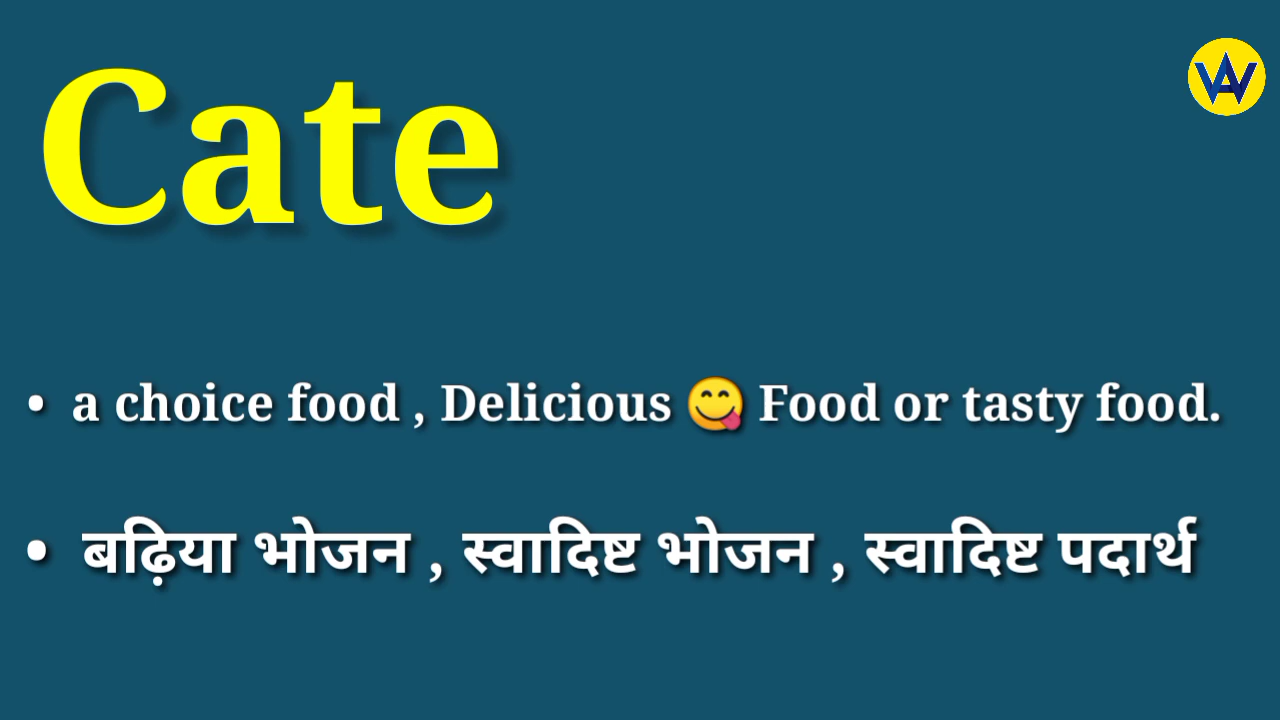 Cate
• a choice food , Delicious 😋 Food or tasty food.
• बढ़िया भोजन , स्वादिष्ट भोजन , स्वादिष्ट पदार्थ